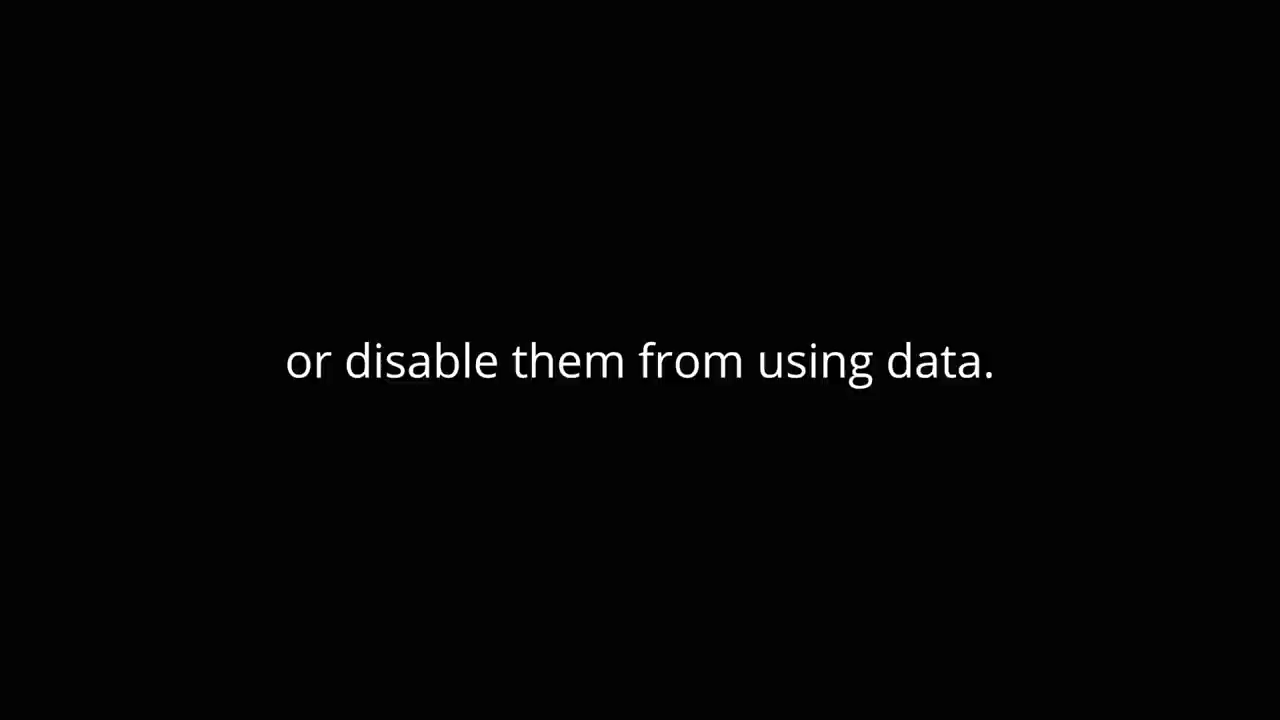 or disable them from using data.